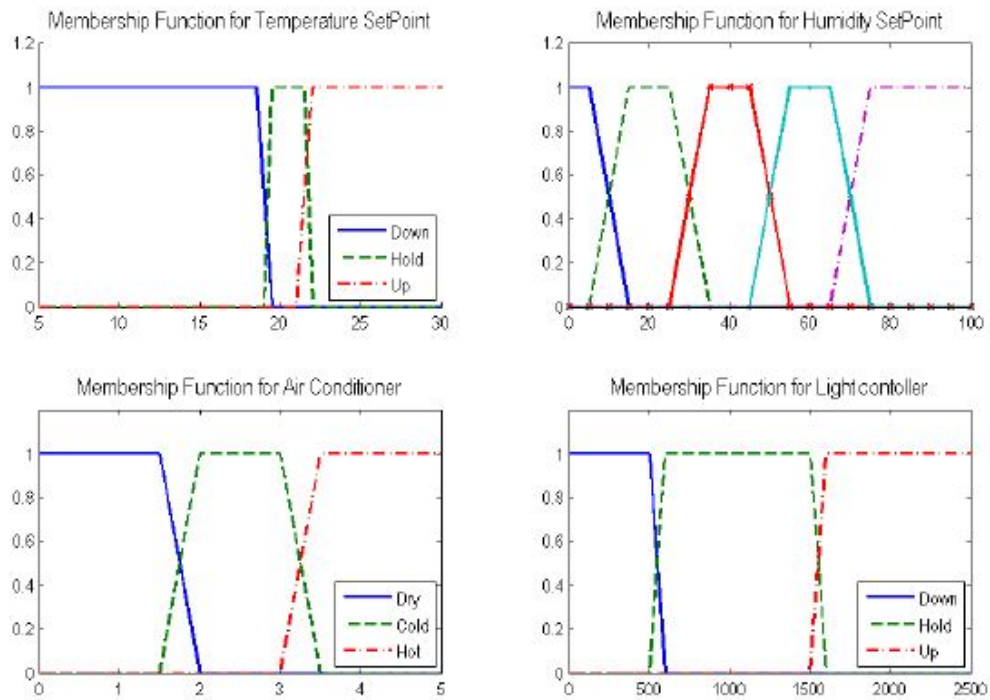 Membership Function for Temperature SetPoint
1.2
1
0.8
0.6
0.4
0.2
0
5 10 15 20 25 30
Down
Hold
Up
Membership Function for Humidity SetPoint
1.2
1
0.8
0.6
0.4
0.2
0
0 20 40 60 80 100
Membership Function for Air Conditioner
1
0.8
0.6
0.4
0.2
0
0 1 2 3 4 5
Dry
Cold
Hot
Membership Function for Light contoller
1
0.8
0.6
0.4
0.2
0
0 500 1000 1500 2000 2500
Down
Hold
Up